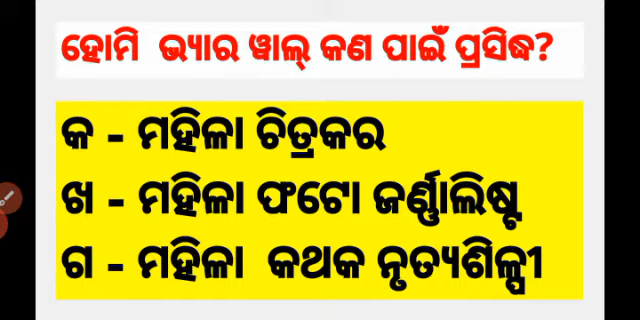 ହୋମି ଭ୍ୟାର ୱାଲ୍ କଣ ପାଇଁ ପ୍ରସିଦ୍ଧ?
କ - ମହିଳା ଚିତ୍ରକର
ଖ - ମହିଳା ଫଟୋ ଜର୍ଣ୍ଣାଲିଷ୍ଟ
ଗ - ମହିଳା କଥକ ନୃତ୍ୟଶିଳ୍ପୀ